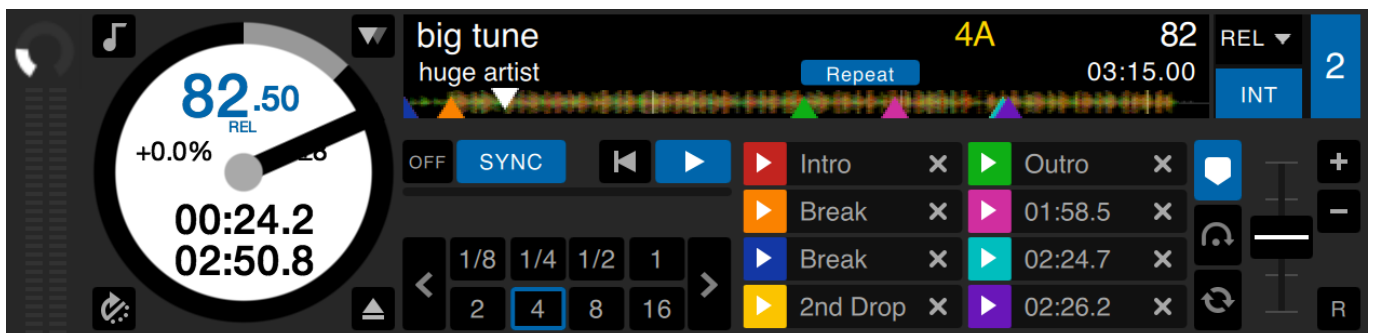 big tune 4A 82
huge artist Repeat 03:15.00
REL
INT
2
82.50
REL
+0.0%
00:24.2
02:50.8
OFF SYNC
1/8 1/4 1/2 1
2 4 8 16
Intro
Outro
Break
01:58.5
Break
02:24.7
2nd Drop
02:26.2
+
-
R